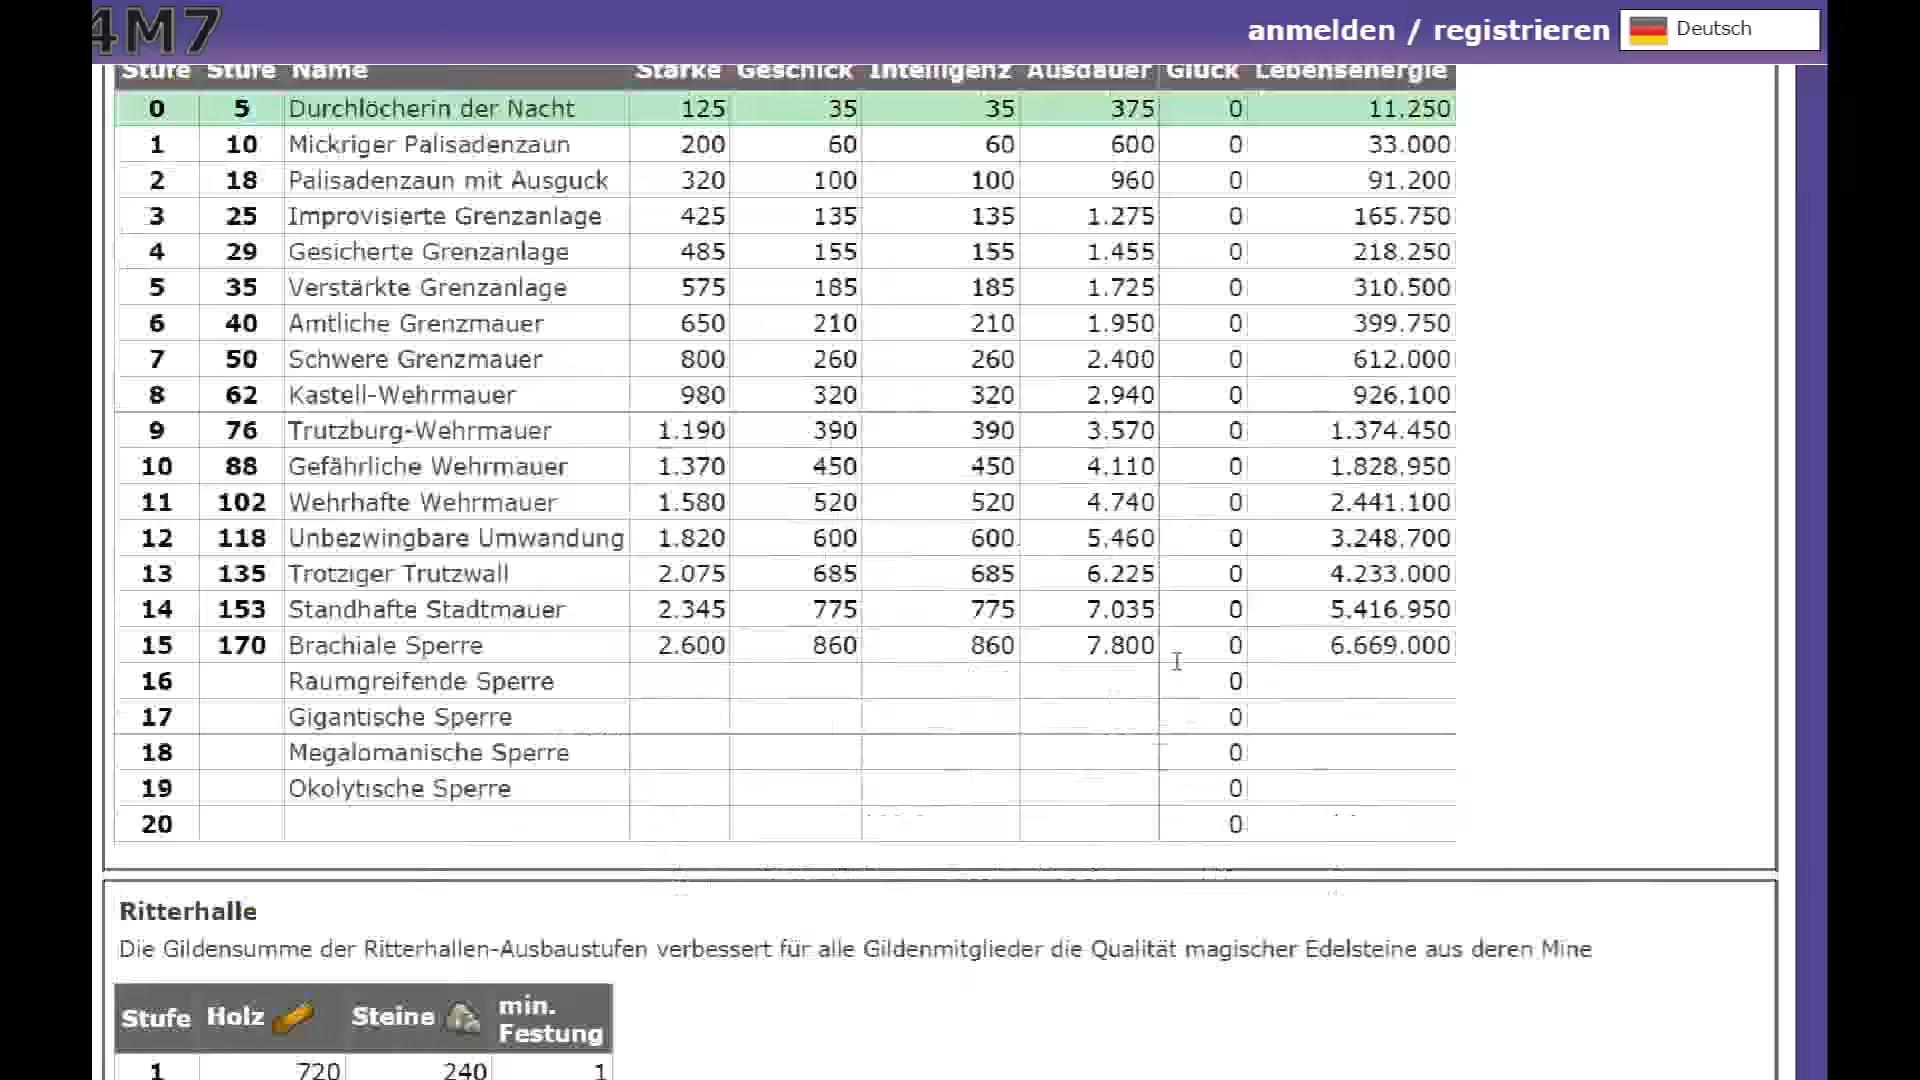 4M7
anmelden / registrieren
Deutsch
Stufe Stufe Name Stärke Geschick Intelligenz Ausdauer Glück Lebensenergie
0 5 Durchlöcherin der Nacht 125 35 35 375 0 11.250
1 10 Mickriger Palisadenzaun 200 60 60 600 0 33.000
2 18 Palisadenzaun mit Ausguck 320 100 100 960 0 91.200
3 25 Improvisierte Grenzanlage 425 135 135 1.275 0 165.750
4 29 Gesicherte Grenzanlage 485 155 155 1.455 0 218.250
5 35 Verstärkte Grenzanlage 575 185 185 1.725 0 310.500
6 40 Amtliche Grenzmauer 650 210 210 1.950 0 399.750
7 50 Schwere Grenzmauer 800 260 260 2.400 0 612.000
8 62 Kastell-Wehrmauer 980 320 320 2.940 0 926.100
9 76 Trutzburg-Wehrmauer 1.190 390 390 3.570 0 1.374.450
10 88 Gefährliche Wehrmauer 1.370 450 450 4.110 0 1.828.950
11 102 Wehrhafte Wehrmauer 1.580 520 520 4.740 0 2.441.100
12 118 Unbezwingbare Umwandung 1.820 600 600 5.460 0 3.248.700
13 135 Trotziger Trutzwall 2.075 685 685 6.225 0 4.233.000
14 153 Standhafte Stadtmauer 2.345 775 775 7.035 0 5.416.950
15 170 Brachiale Sperre 2.600 860 860 7.800 0 6.669.000
16 Raumgreifende Sperre 0
17 Gigantische Sperre 0
18 Megalomanische Sperre 0
19 Okolytische Sperre 0
20 0
Ritterhalle
Die Gildensumme der Ritterhallen-Ausbaustufen verbessert für alle Gildenmitglieder die Qualität magischer Edelsteine aus deren Mine
Stufe Holz Steine min. Festung
1 720 240 1